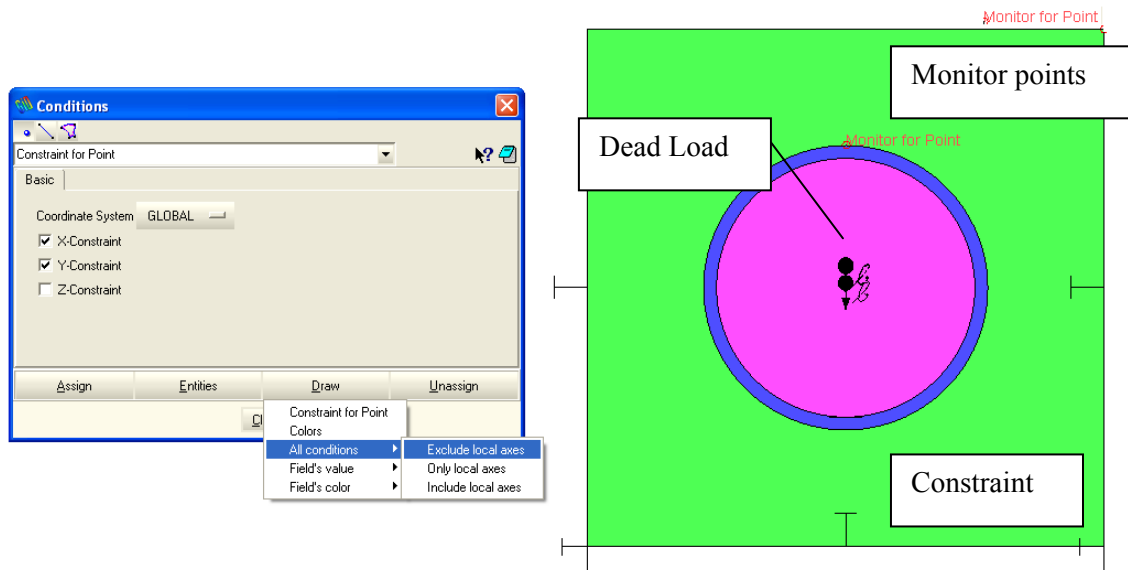 Conditions
Constraint for Point
Basic
Coordinate System GLOBAL
X-Constraint
Y-Constraint
Z-Constraint
Assign Entities Draw Unassign
Constraint for Point
Colors
All conditions
Field's value
Field's color
Exclude local axes
Only local axes
Include local axes
Monitor for Point
Monitor points
Dead Load
Monitor for Point
Constraint